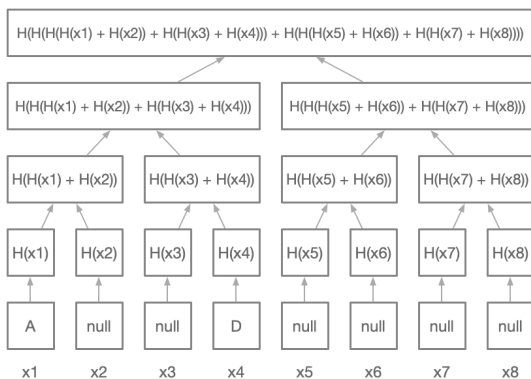 H(H(H(H(x1) + H(x2)) + H(H(x3) + H(x4))) + H(H(H(x5) + H(x6)) + H(H(x7) + H(x8))))
H(H(H(x1) + H(x2)) + H(H(x3) + H(x4))) H(H(H(x5) + H(x6)) + H(H(x7) + H(x8)))
H(H(x1) + H(x2)) H(H(x3) + H(x4)) H(H(x5) + H(x6)) H(H(x7) + H(x8))
H(x1) H(x2) H(x3) H(x4) H(x5) H(x6) H(x7) H(x8)
A null null D null null null null
x1 x2 x3 x4 x5 x6 x7 x8